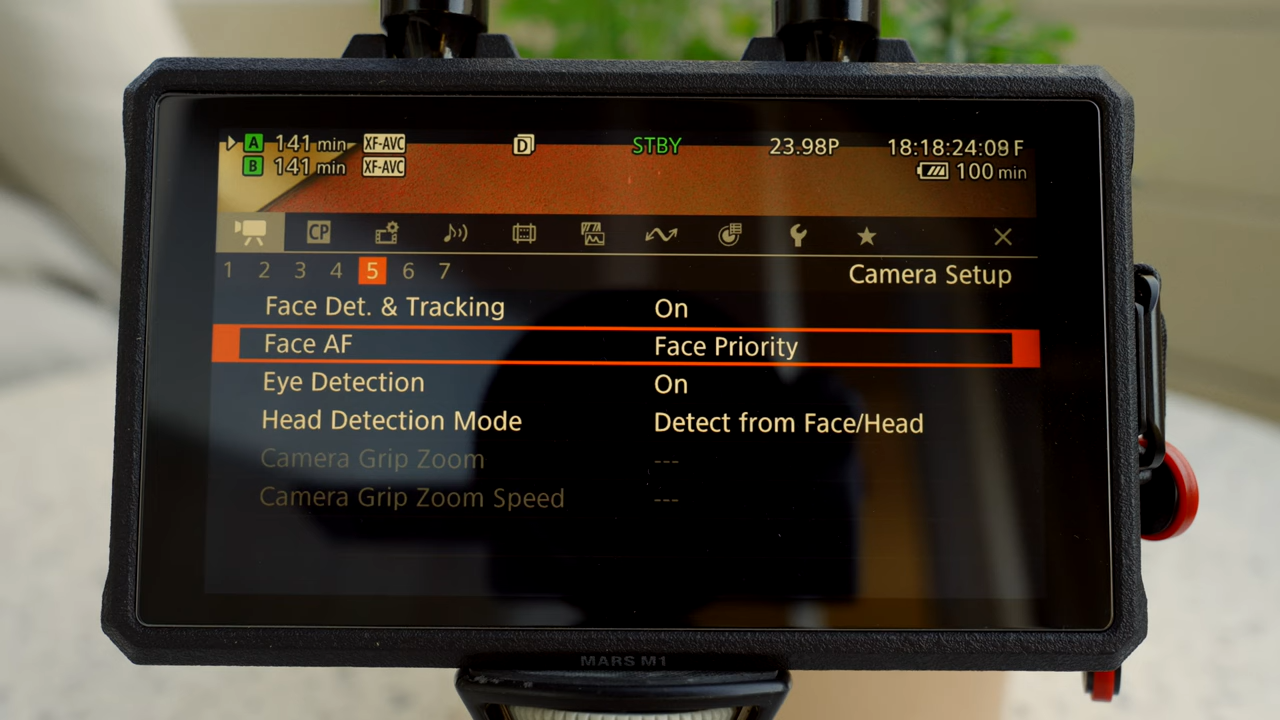 A 141 min XF-AVC D STBY 23.98P 18:18:24:09 F
B 141 min XF-AVC 100 min
CP
1 2 3 4 5 6 7 Camera Setup
Face Det. & Tracking On
Face AF Face Priority
Eye Detection On
Head Detection Mode Detect from Face/Head
Camera Grip Zoom ---
Camera Grip Zoom Speed ---
MARS M1